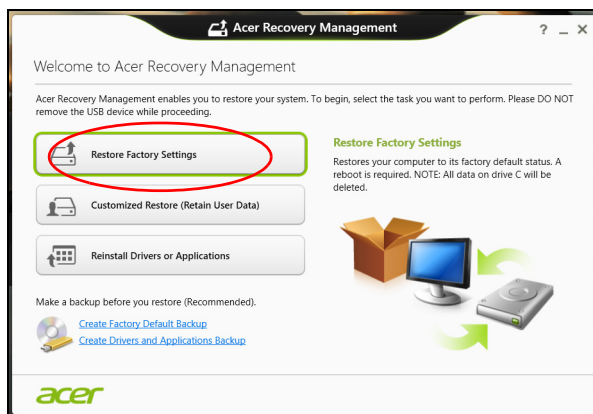 Acer Recovery Management
? _ X
Welcome to Acer Recovery Management
Acer Recovery Management enables you to restore your system. To begin, select the task you want to perform. Please DO NOT
remove the USB device while proceeding.
Restore Factory Settings
Customized Restore (Retain User Data)
Reinstall Drivers or Applications
Restore Factory Settings
Restores your computer to its factory default status. A
reboot is required. NOTE: All data on drive C will be
deleted.
Make a backup before you restore (Recommended).
Create Factory Default Backup
Create Drivers and Applications Backup
acer